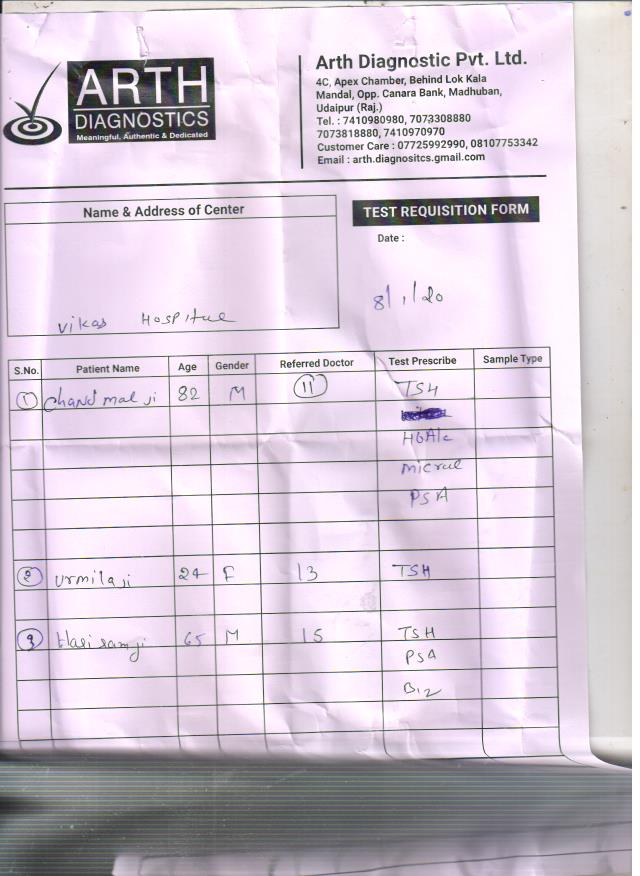 ARTH
DIAGNOSTICS
Meaningful, Authentic & Dedicated
Arth Diagnostic Pvt. Ltd.
4C, Apex Chamber, Behind Lok Kala
Mandal, Opp. Canara Bank, Madhuban,
Udaipur (Raj.)
Tel. : 7410980980, 7073308880
7073818880, 7410970970
Customer Care : 07725992990, 08107753342
Email : arth.diagnositcs.gmail.com
Name & Address of Center
Vikas Hospital
TEST REQUISITION FORM
Date :
8/1/20
S.No. Patient Name Age Gender Referred Doctor Test Prescribe Sample Type
1 Chand mal ji 82 M 11 TSH
HbA1c
Micral
PSA
2 Urmila ji 24 F 13 TSH
3 Hari ram ji 65 M 15 TSH
PSA
B12